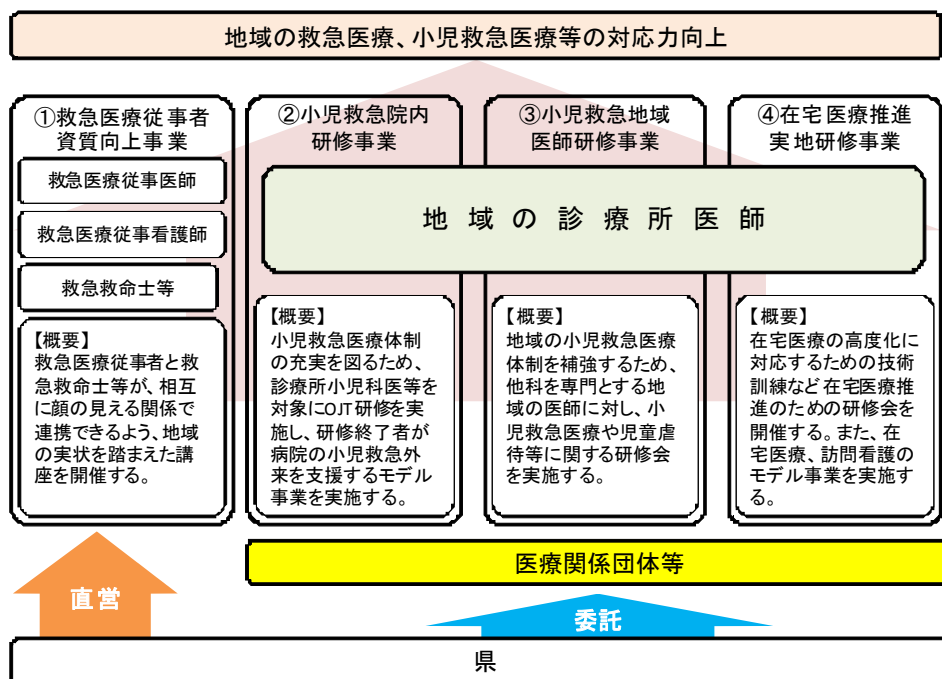 地域の救急医療、小児救急医療等の対応力向上
①救急医療従事者
資質向上事業
救急医療従事医師
救急医療従事看護師
救急救命士等
【概要】
救急医療従事者と救
急救命士等が、相互
に顔の見える関係で
連携できるよう、地域
の実状を踏まえた講
座を開催する。
②小児救急院内
研修事業
③小児救急地域
医師研修事業
④在宅医療推進
実地研修事業
地域の診療所医師
【概要】
小児救急医療体制
の充実を図るため、
診療所小児科医等を
対象にOJT研修を実
施し、研修終了者が
病院の小児救急外
来を支援するモデル
事業を実施する。
【概要】
地域の小児救急医療
体制を補強するため、
他科を専門とする地
域の医師に対し、小
児救急医療や児童虐
待等に関する研修会
を実施する。
【概要】
在宅医療の高度化に
対応するための技術
訓練など在宅医療推
進のための研修会を
開催する。また、在
宅医療、訪問看護の
モデル事業を実施す
る。
医療関係団体等
直営
委託
県